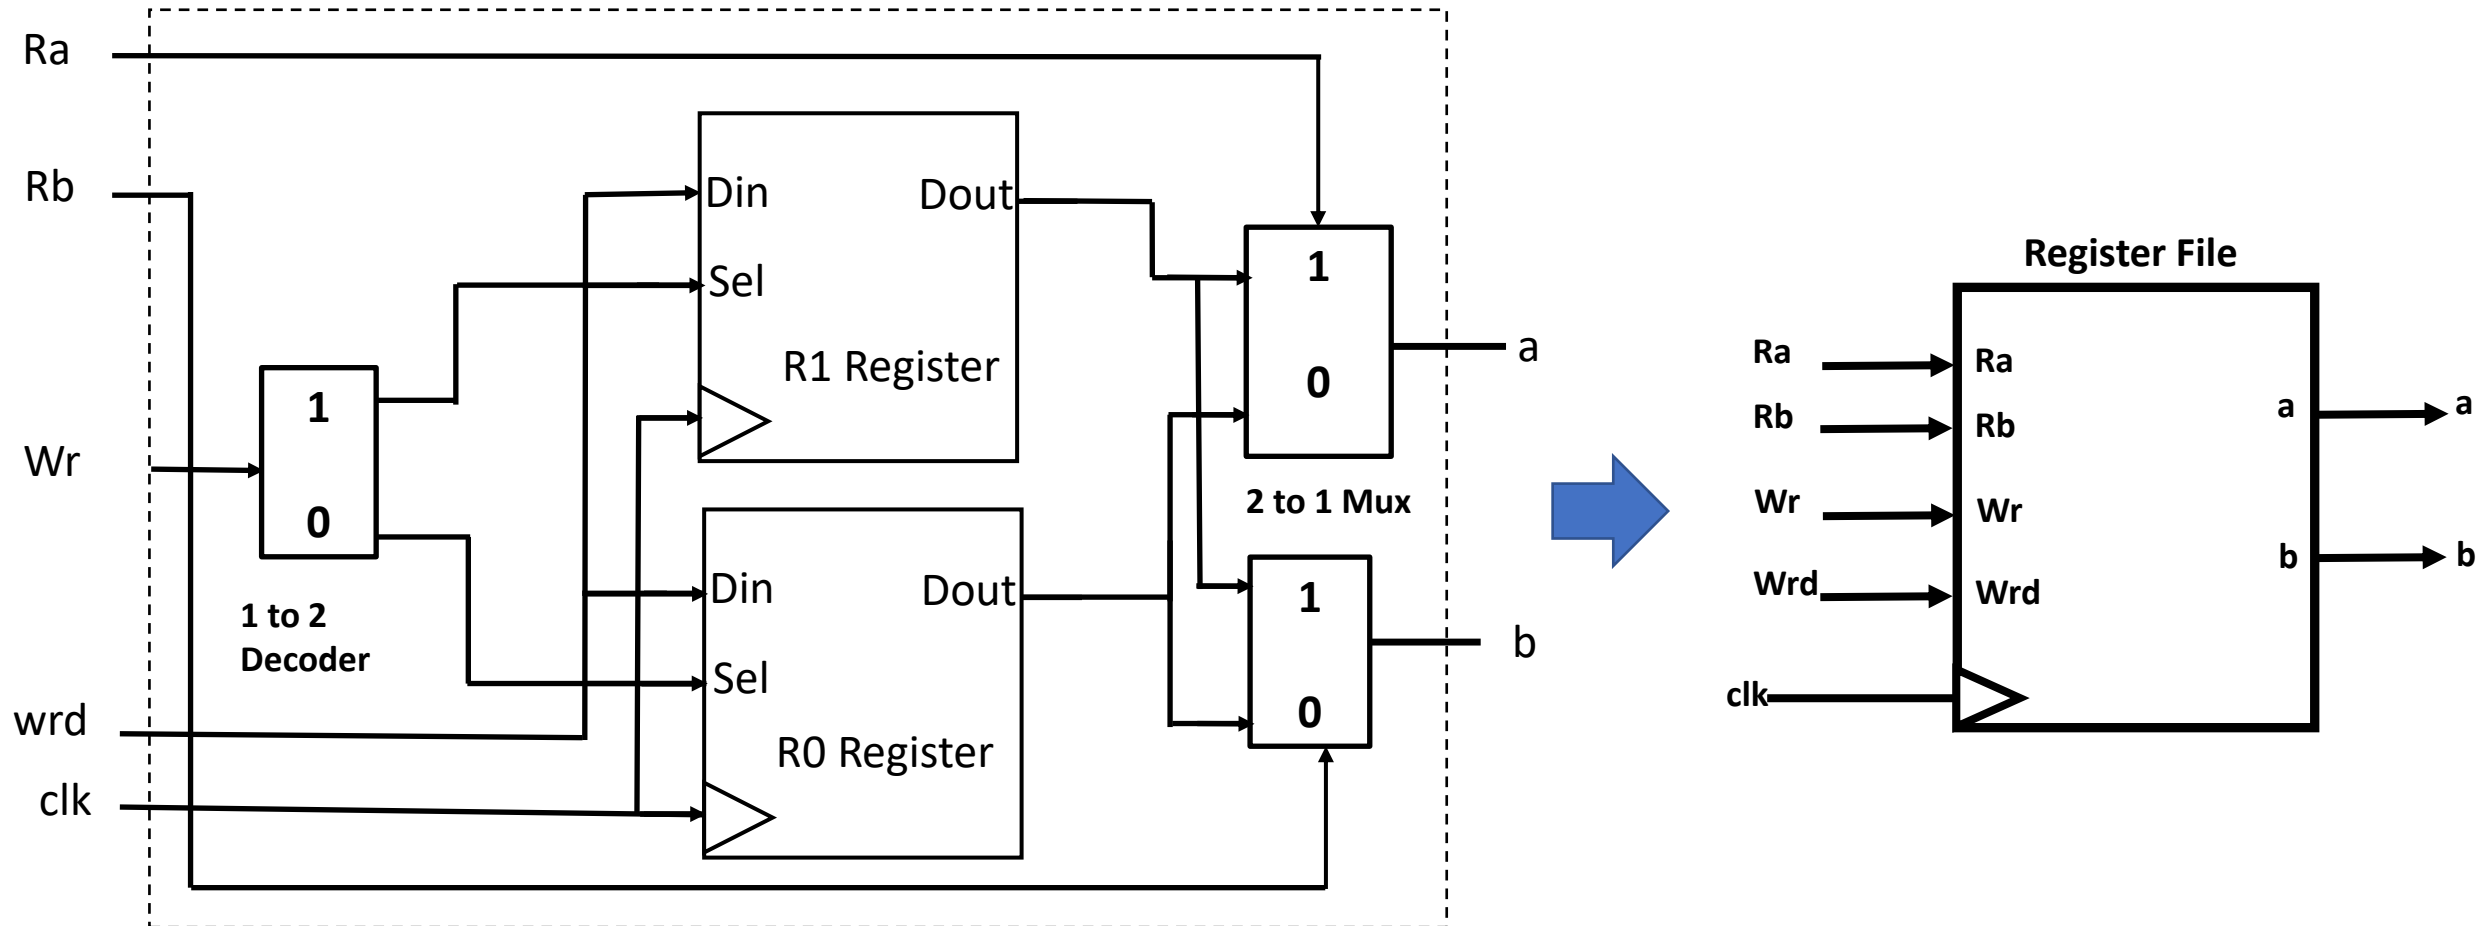 Ra
Rb
Wr
wrd
clk
1
0
1 to 2
Decoder
Din
Dout
Sel
R1 Register
Din
Dout
Sel
R0 Register
1
0
2 to 1 Mux
1
0
a
b
Register File
Ra
Rb
Wr
Wrd
clk
Ra
Rb
Wr
Wrd
a
b
a
b